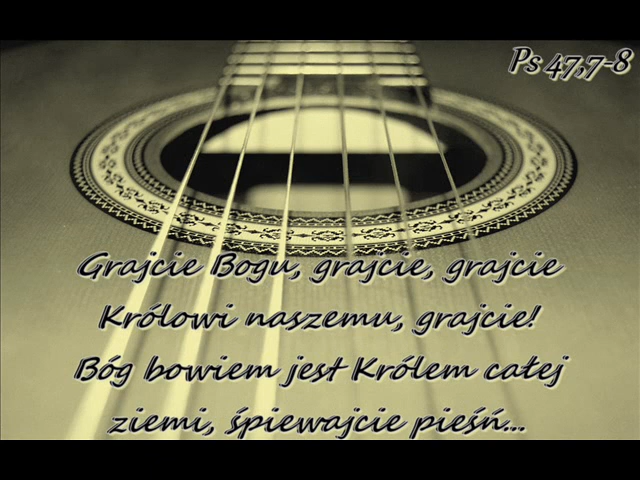 Ps 47,7-8
Grajcie Bogu, grajcie, grajcie
Królowi naszemu, grajcie!
Bóg bowiem jest Królem całej
ziemi, śpiewajcie pieśń...